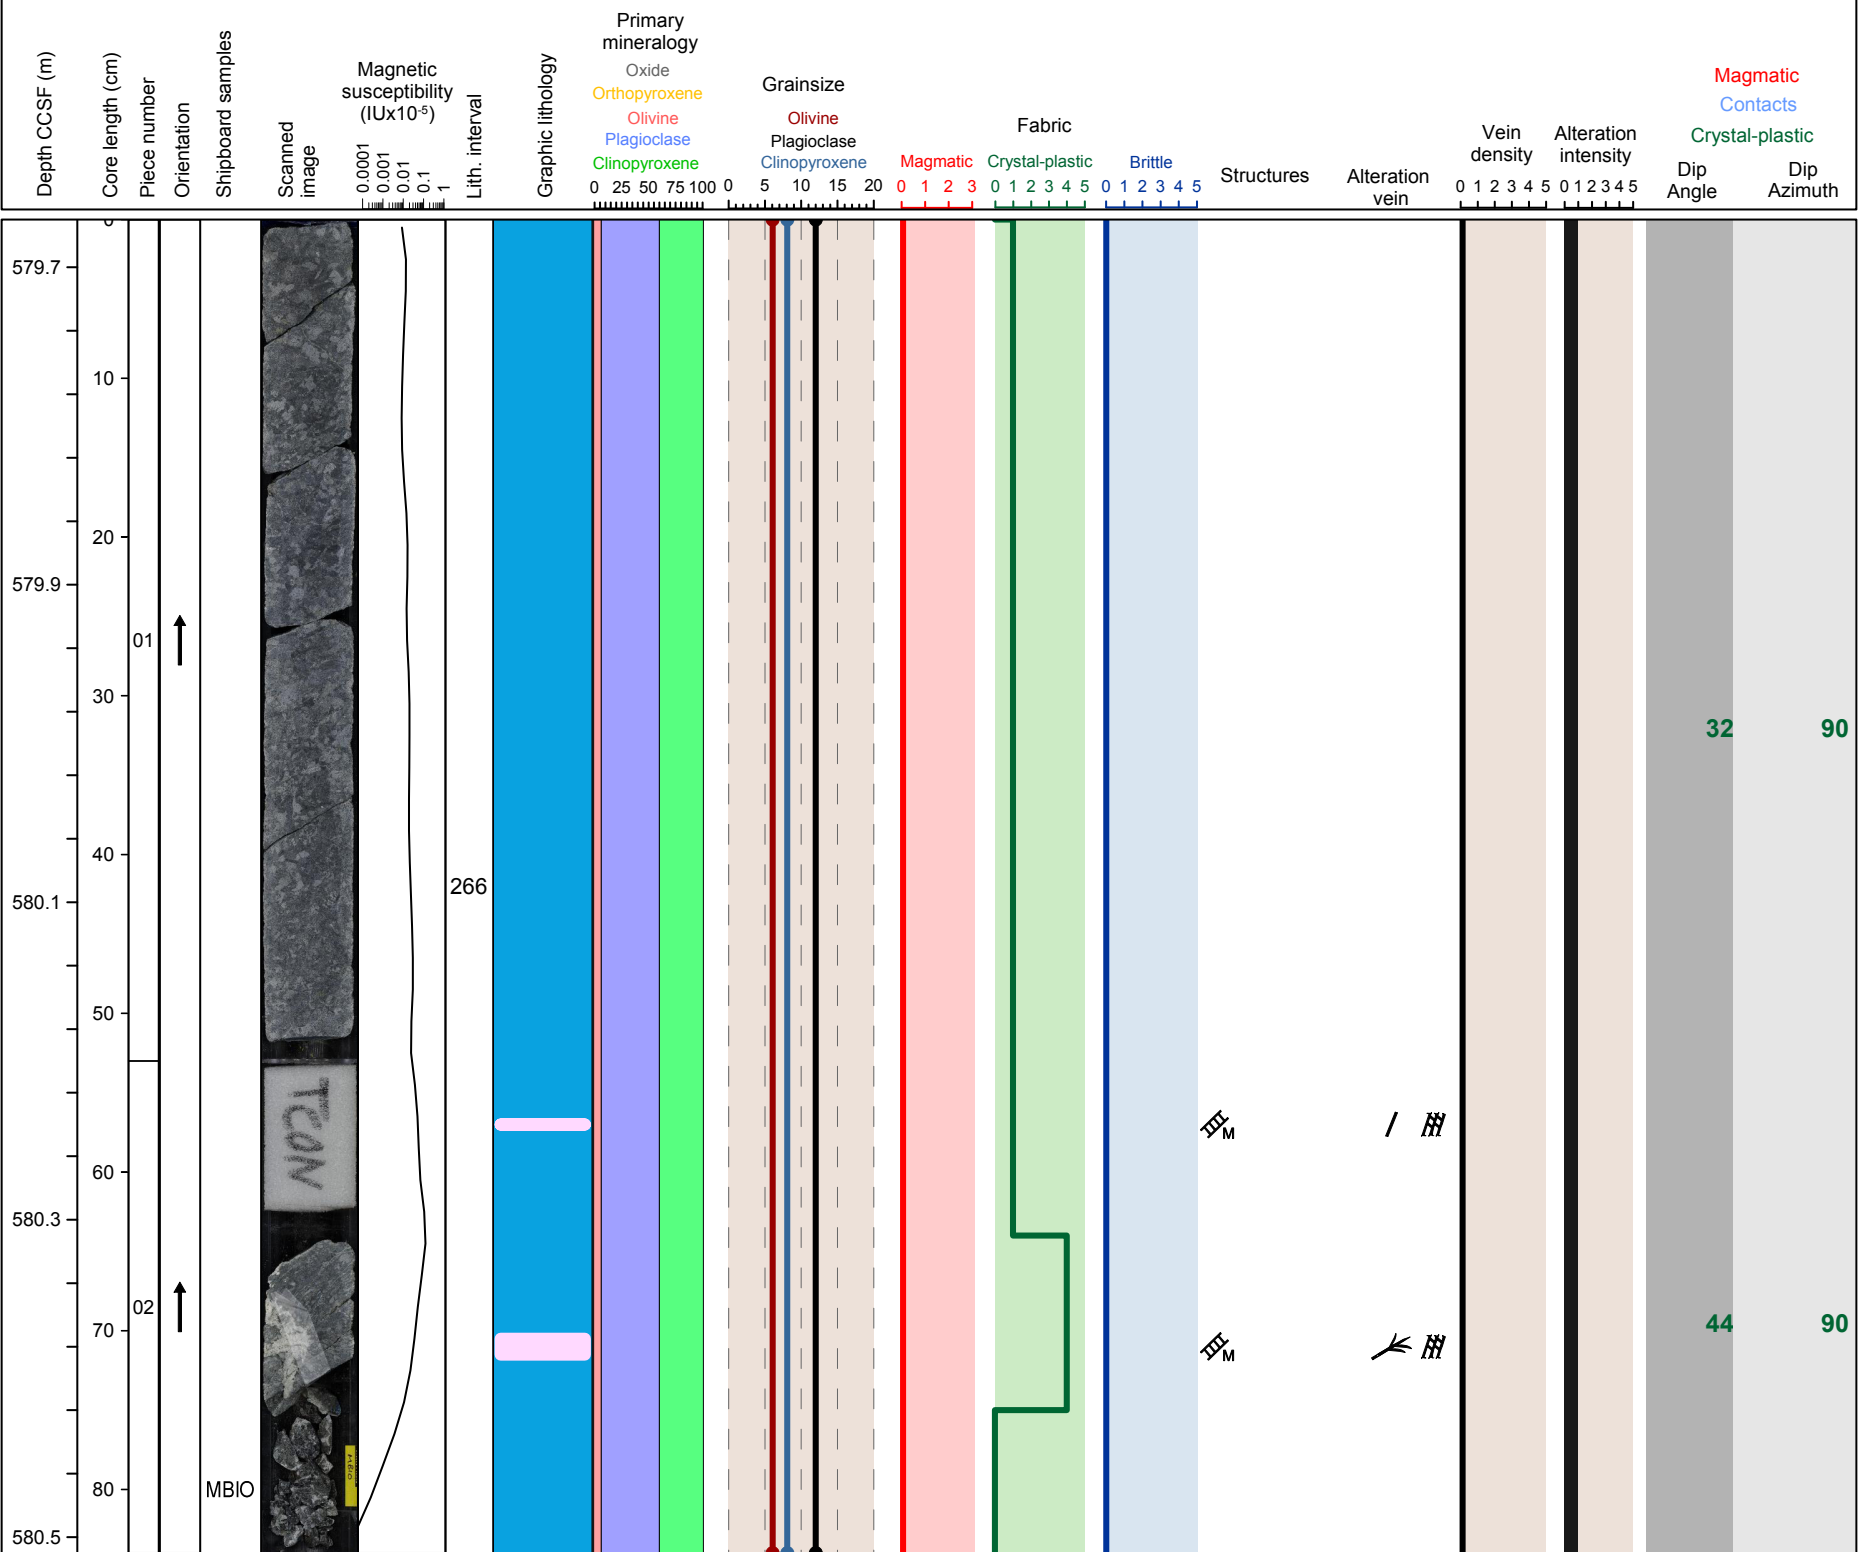 Depth CCSF (m)
Core length (cm)
Piece number
Orientation
Shipboard samples
Scanned
image
Magnetic
susceptibility
(IUx10-5)
0.0001
0.001
0.01
0.1
1
Lith. interval
Graphic lithology
Primary
mineralogy
Oxide
Orthopyroxene
Olivine
Plagioclase
Clinopyroxene
0 25 50 75 100
Grainsize
Olivine
Plagioclase
Clinopyroxene
0 5 10 15 20
Fabric
Magmatic
0 1 2 3
Crystal-plastic
0 1 2 3 4 5
Brittle
0 1 2 3 4 5
Structures
Alteration
vein
Vein
density
0 1 2 3 4 5
Alteration
intensity
0 1 2 3 4 5
Magmatic
Contacts
Crystal-plastic
Dip
Angle
Dip
Azimuth
0
579.7
10
20
579.9
01
30
32 90
40
266
580.1
50
TCON
M
60
580.3
02
70
44 90
M
MBIO
80
MBIO
580.5